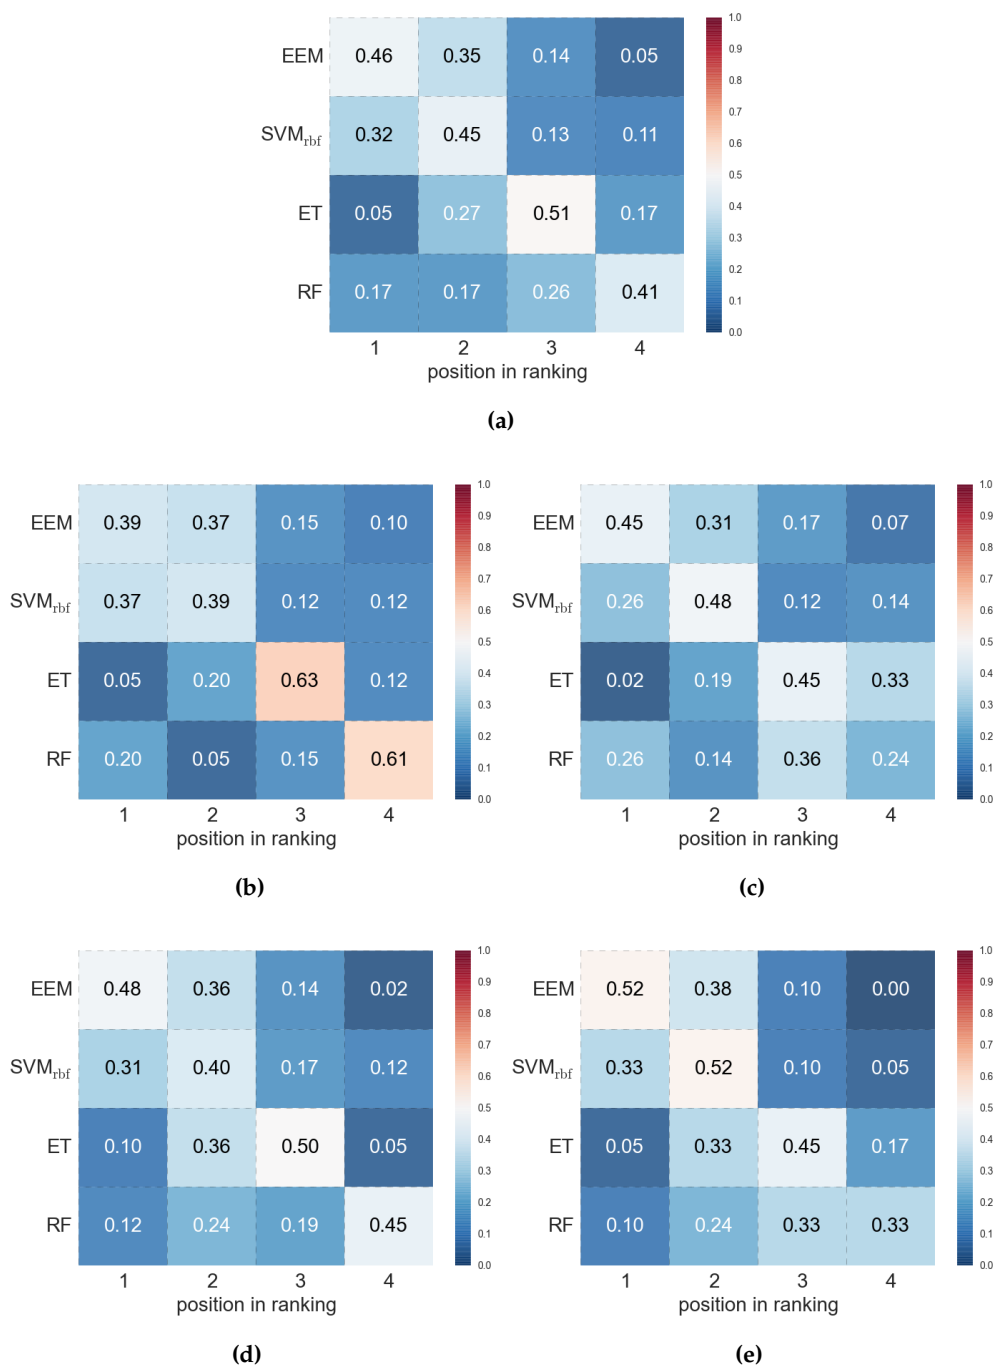 EEM 0.46 0.35 0.14 0.05
SVM_rbf 0.32 0.45 0.13 0.11
ET 0.05 0.27 0.51 0.17
RF 0.17 0.17 0.26 0.41
1 2 3 4
position in ranking
1.0
0.9
0.8
0.7
0.6
0.5
0.4
0.3
0.2
0.1
0.0
(a)
EEM 0.39 0.37 0.15 0.10
SVM_rbf 0.37 0.39 0.12 0.12
ET 0.05 0.20 0.63 0.12
RF 0.20 0.05 0.15 0.61
1 2 3 4
position in ranking
1.0
0.9
0.8
0.7
0.6
0.5
0.4
0.3
0.2
0.1
0.0
(b)
EEM 0.45 0.31 0.17 0.07
SVM_rbf 0.26 0.48 0.12 0.14
ET 0.02 0.19 0.45 0.33
RF 0.26 0.14 0.36 0.24
1 2 3 4
position in ranking
1.0
0.9
0.8
0.7
0.6
0.5
0.4
0.3
0.2
0.1
0.0
(c)
EEM 0.48 0.36 0.14 0.02
SVM_rbf 0.31 0.40 0.17 0.12
ET 0.10 0.36 0.50 0.05
RF 0.12 0.24 0.19 0.45
1 2 3 4
position in ranking
1.0
0.9
0.8
0.7
0.6
0.5
0.4
0.3
0.2
0.1
0.0
(d)
EEM 0.52 0.38 0.10 0.00
SVM_rbf 0.33 0.52 0.10 0.05
ET 0.05 0.33 0.45 0.17
RF 0.10 0.24 0.33 0.33
1 2 3 4
position in ranking
1.0
0.9
0.8
0.7
0.6
0.5
0.4
0.3
0.2
0.1
0.0
(e)